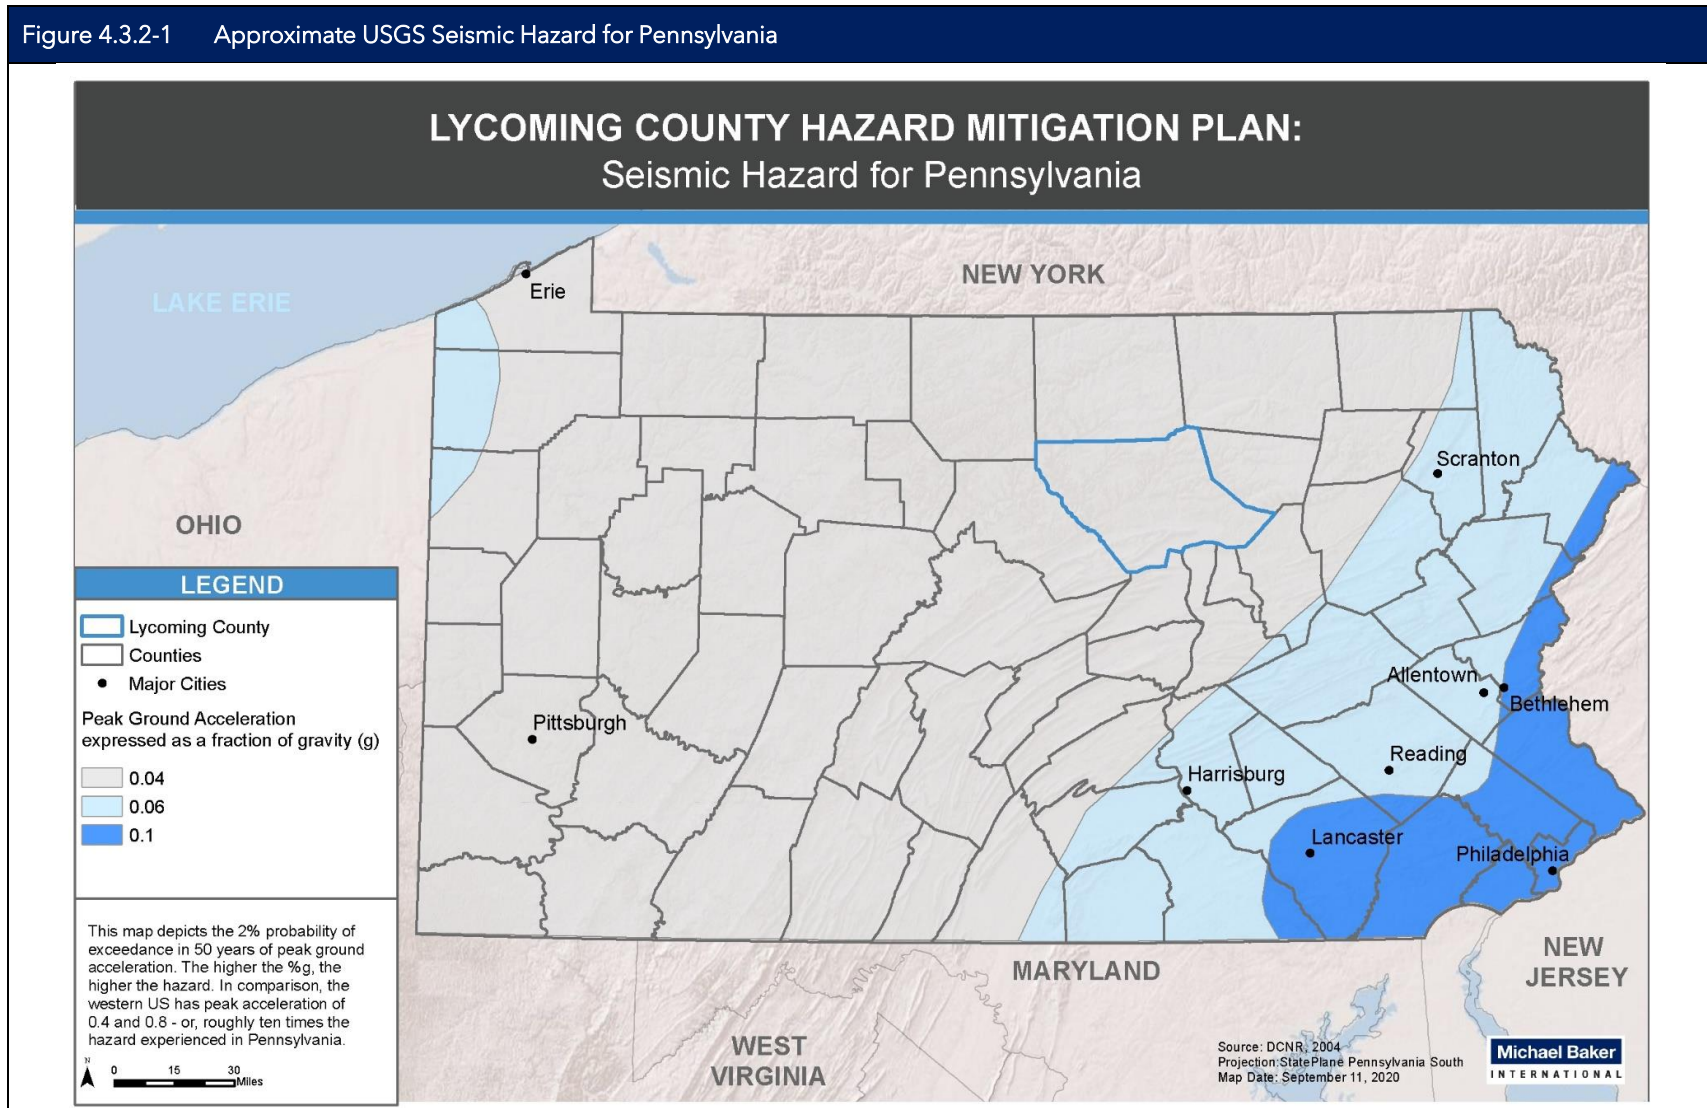 Figure 4.3.2-1 Approximate USGS Seismic Hazard for Pennsylvania
LYCOMING COUNTY HAZARD MITIGATION PLAN:
Seismic Hazard for Pennsylvania
LAKE ERIE
Erie
NEW YORK
Scranton
OHIO
LEGEND
Lycoming County
Counties
Major Cities
Peak Ground Acceleration
expressed as a fraction of gravity (g)
0.04
0.06
0.1
This map depicts the 2% probability of
exceedance in 50 years of peak ground
acceleration. The higher the %g, the
higher the hazard. In comparison, the
western US has peak acceleration of
0.4 and 0.8 - or, roughly ten times the
hazard experienced in Pennsylvania.
N
0 15 30
Miles
Allentown
Bethlehem
Pittsburgh
Reading
Harrisburg
Lancaster
Philadelphia
MARYLAND
NEW
JERSEY
WEST
VIRGINIA
Source: DCNR, 2004
Projection:StatePlane Pennsylvania South
Map Date: September 11, 2020
Michael Baker
INTERNATIONAL